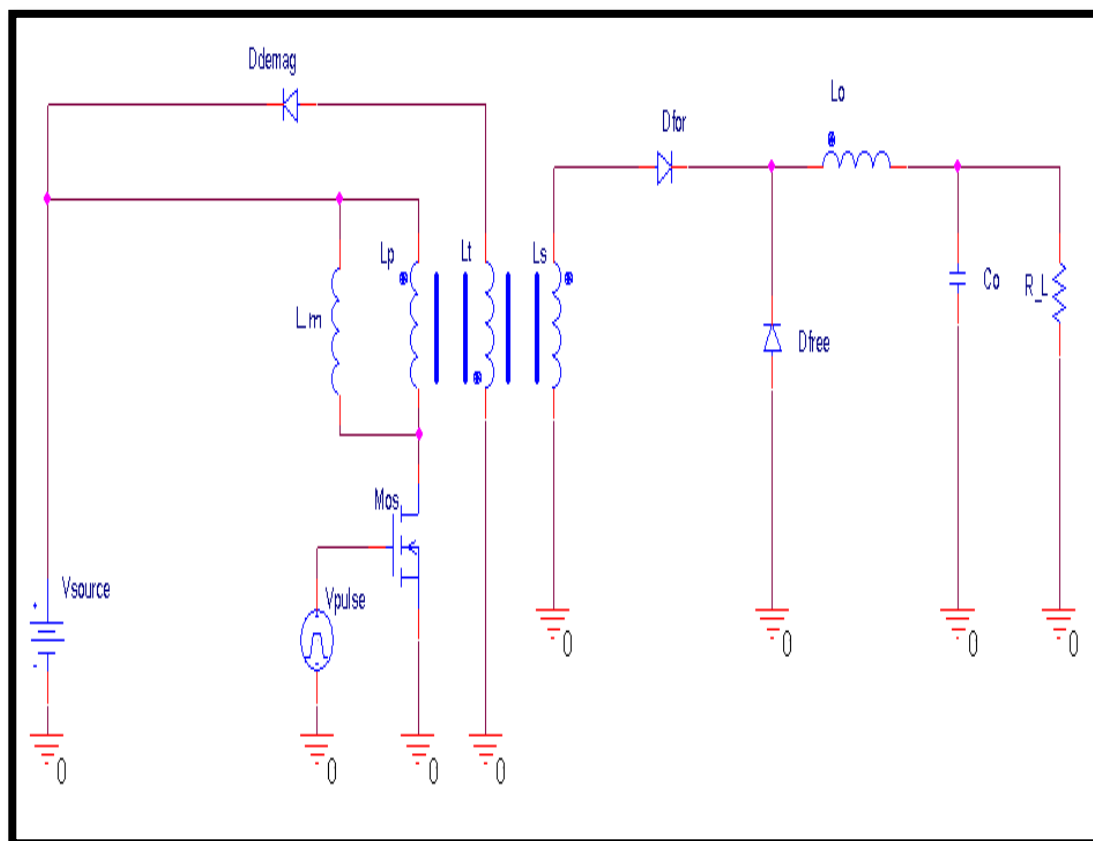 Ddemag
Lo
Dfor
Lp
Lt
Ls
Lm
Co
R_L
Dfree
Mos
Vsource
Vpulse
+
-
+
-
0
0
0
0
0
0
0
0